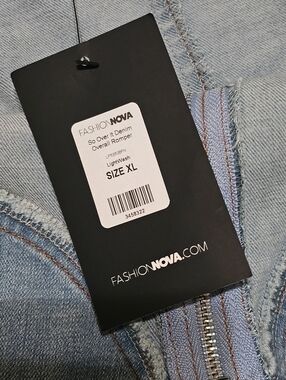 FASHIONNOVA
So Over It Denim
Overall Romper
LightWash
SIZE XL
3458322
FASHIONNOVA.COM